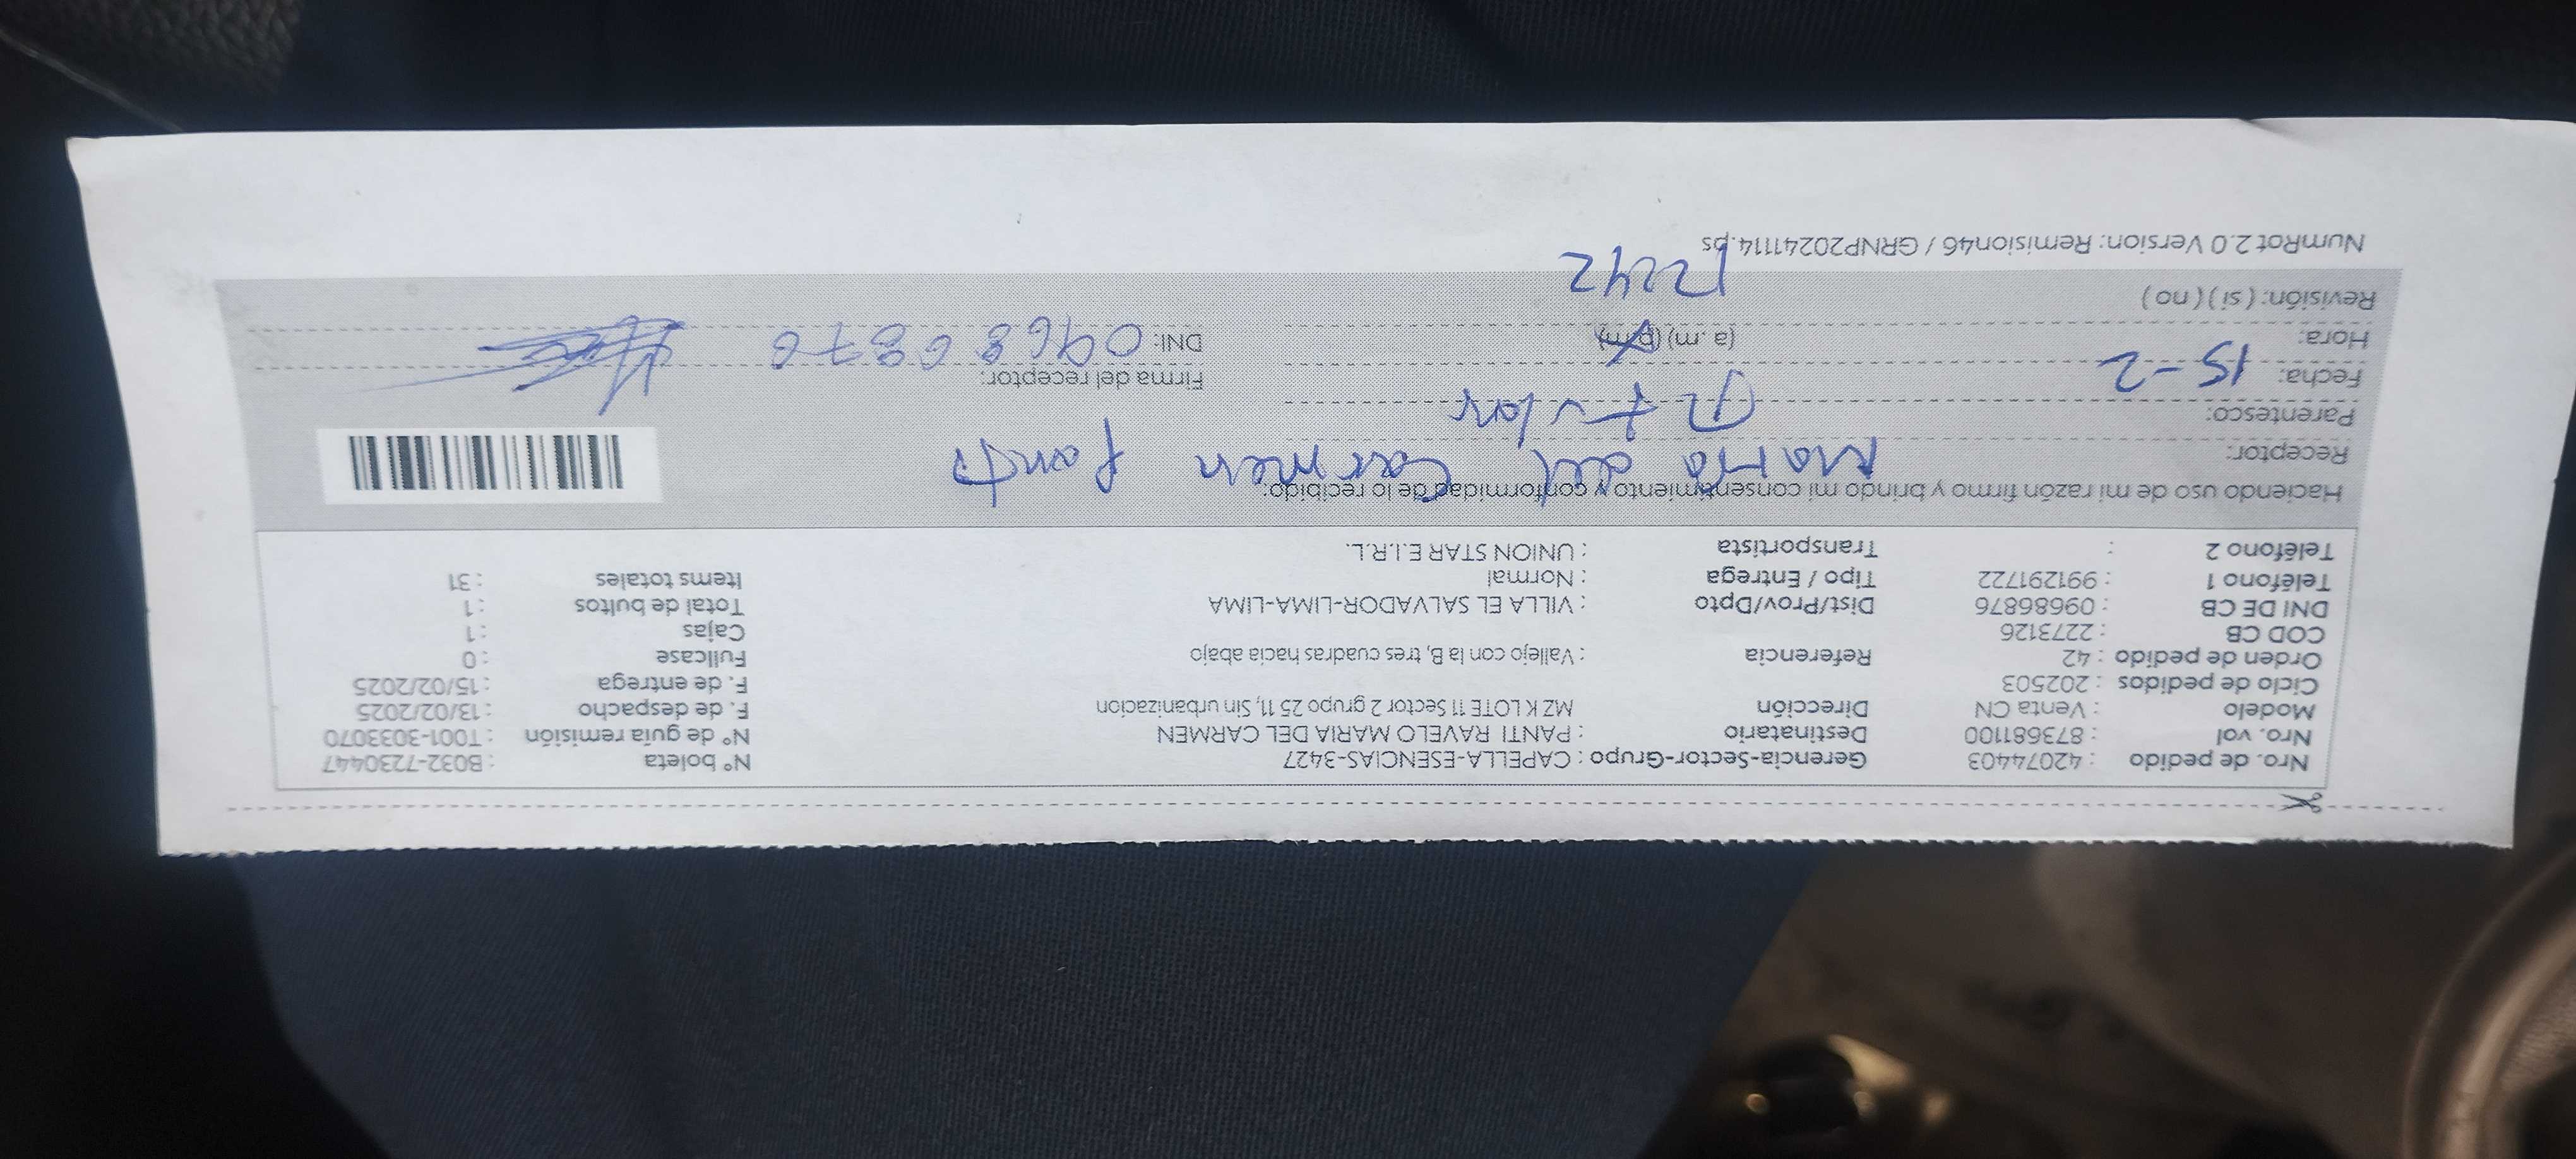 Nro. de pedido : 42074403 Gerencia-Sector-Grupo : CAPELLA-ESENCIAS-3427 N° boleta : B032-7230447
Nro. vol : 873681100 Destinatario : PANTI RAVELO MARIA DEL CARMEN N° de guía remisión : T001-3033070
Modelo : Venta CN Dirección MZ K LOTE 11 Sector 2 grupo 25 11, Sin urbanizacion F. de despacho : 13/02/2025
Ciclo de pedidos : 202503 F. de entrega : 15/02/2025
Orden de pedido : 42 Referencia : Vallejo con la B, tres cuadras hacia abajo Fullcase : 0
COD CB : 2273126 Cajas : 1
DNI DE CB : 09686876 Dist/Prov/Dpto : VILLA EL SALVADOR-LIMA-LIMA Total de bultos : 1
Teléfono 1 : 991291722 Tipo / Entrega : Normal Items totales : 31
Teléfono 2 : Transportista : UNION STAR E.I.R.L.
Haciendo uso de mi razón firmo y brindo mi consentimiento y conformidad de lo recibido:
Receptor: Maria del Carmen Panti
Parentesco: Titular
Fecha: 15-2 Firma del receptor:
Hora: (a.m) (p.m) DNI: 09686876
Revisión: ( si ) ( no ) 1242
NumRot 2.0 Version: Remision46 / GRNP20241114.ps